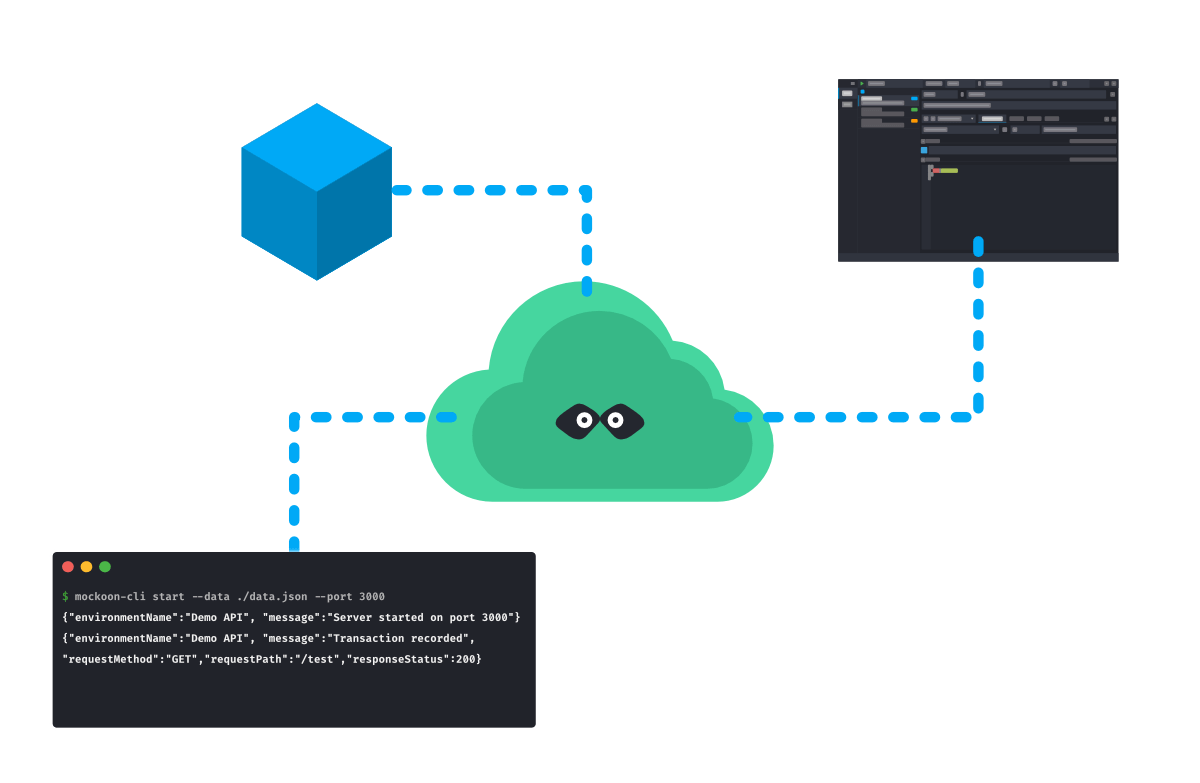 $ mockoon-cli start --data ./data.json --port 3000
{"environmentName":"Demo API", "message":"Server started on port 3000"}
{"environmentName":"Demo API", "message":"Transaction recorded",
"requestMethod":"GET","requestPath":"/test","responseStatus":200}